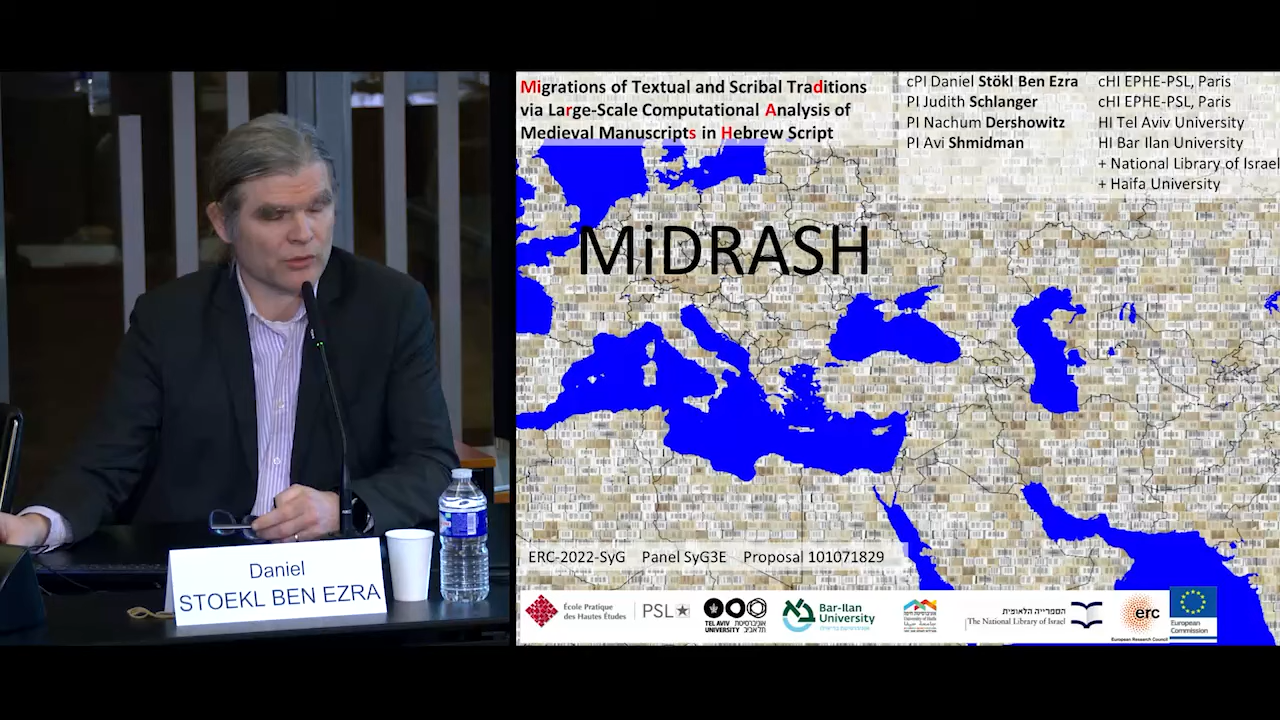 Migrations of Textual and Scribal Traditions
via Large-Scale Computational Analysis of
Medieval Manuscripts in Hebrew Script
cPI Daniel Stökl Ben Ezra cHI EPHE-PSL, Paris
PI Judith Schlanger cHI EPHE-PSL, Paris
PI Nachum Dershowitz HI Tel Aviv University
PI Avi Shmidman HI Bar Ilan University
+ National Library of Israel
+ Haifa University
MiDRASH
ERC-2022-SyG Panel SyG3E Proposal 101071829
École Pratique
des Hautes Études
PSL
TEL AVIV
UNIVERSITY
אוניברסיטת
תל אביב
Bar-Ilan
University
University of Haifa
הספרייה הלאומית
The National Library of Israel
erc
European Research Council
European
Commission
Daniel
STOEKL BEN EZRA